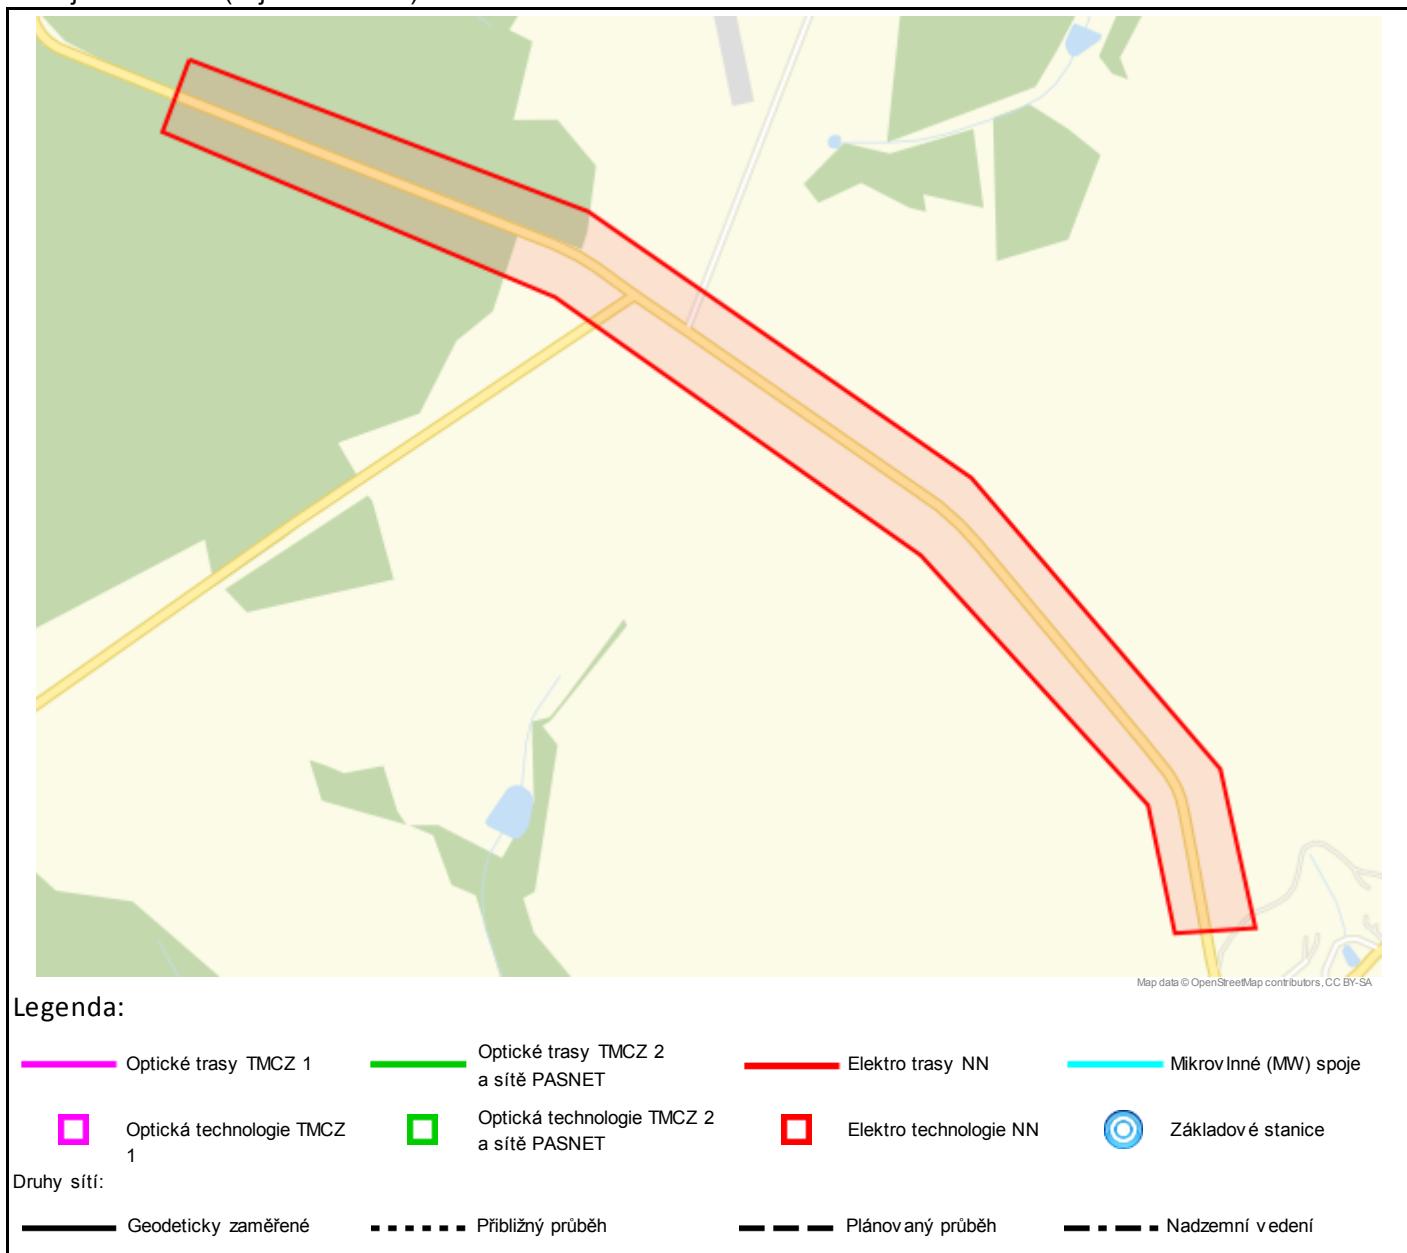 Map data © OpenStreetMap contributors, CC BY-SA
Legenda:
Optické trasy TMCZ 1
Optické trasy TMCZ 2
a sítě PASNET
Elektro trasy NN
Mikrovlnné (MW) spoje
Optická technologie TMCZ
1
Optická technologie TMCZ 2
a sítě PASNET
Elektro technologie NN
Základové stanice
Druhy sítí:
Geodeticky zaměřené
Přibližný průběh
Plánovaný průběh
Nadzemní vedení